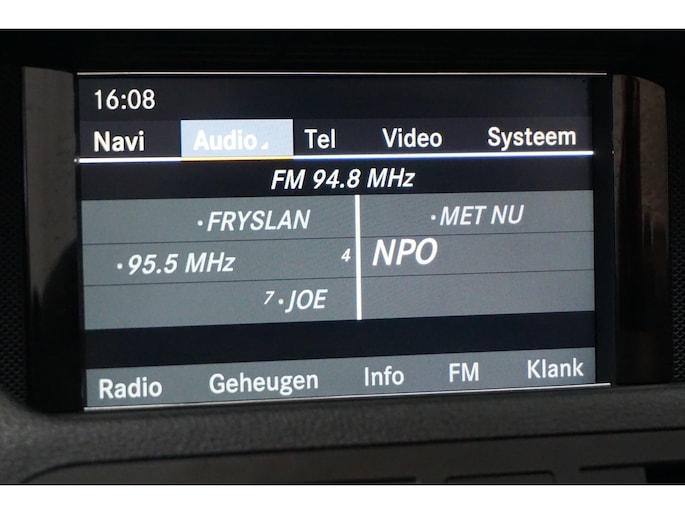 16:08
Navi Audio Tel Video Systeem
FM 94.8 MHz
·FRYSLAN ·MET NU
·95.5 MHz 4 NPO
7 ·JOE
Radio Geheugen Info FM Klank